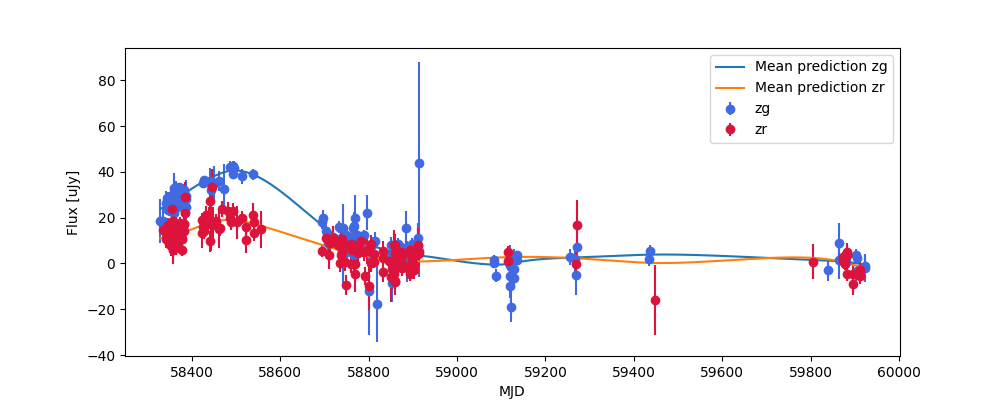 80
60
40
20
0
−20
−40
Flux [uJy]
58400 58600 58800 59000 59200 59400 59600 59800 60000
MJD
Mean prediction zg
Mean prediction zr
zg
zr